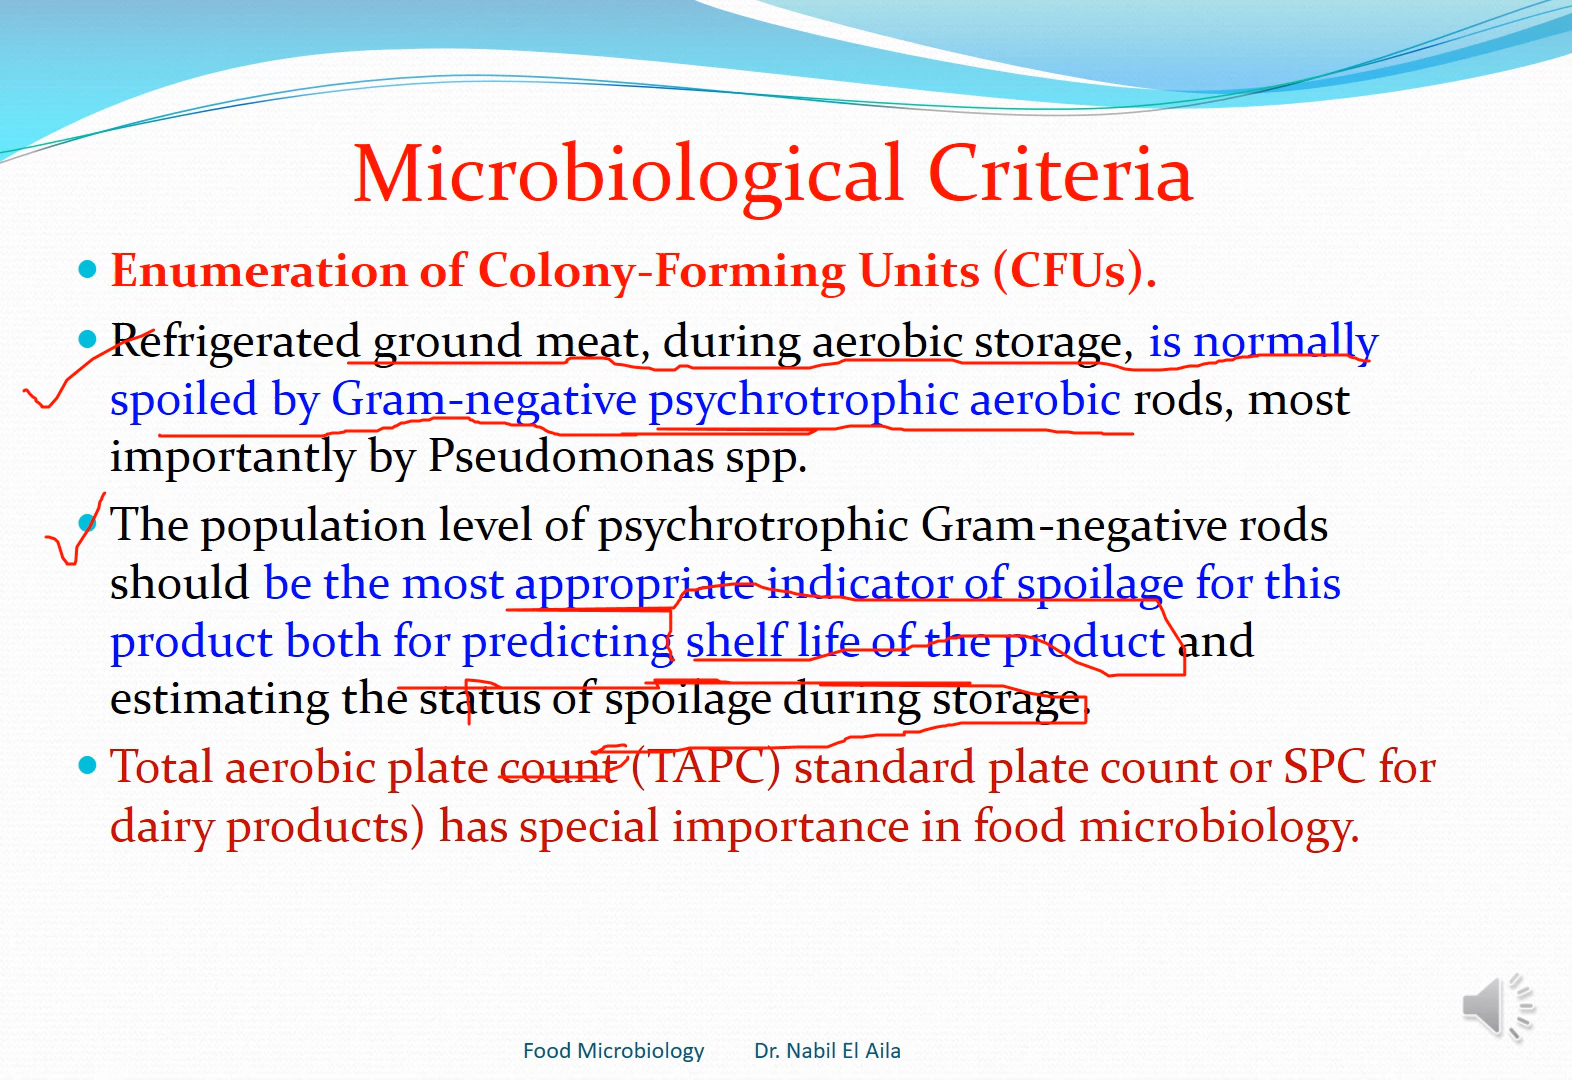 Microbiological Criteria
Enumeration of Colony-Forming Units (CFUs).
Refrigerated ground meat, during aerobic storage, is normally
spoiled by Gram-negative psychrotrophic aerobic rods, most
importantly by Pseudomonas spp.
The population level of psychrotrophic Gram-negative rods
should be the most appropriate indicator of spoilage for this
product both for predicting shelf life of the product and
estimating the status of spoilage during storage.
Total aerobic plate count (TAPC) standard plate count or SPC for
dairy products) has special importance in food microbiology.
Food Microbiology Dr. Nabil El Aila